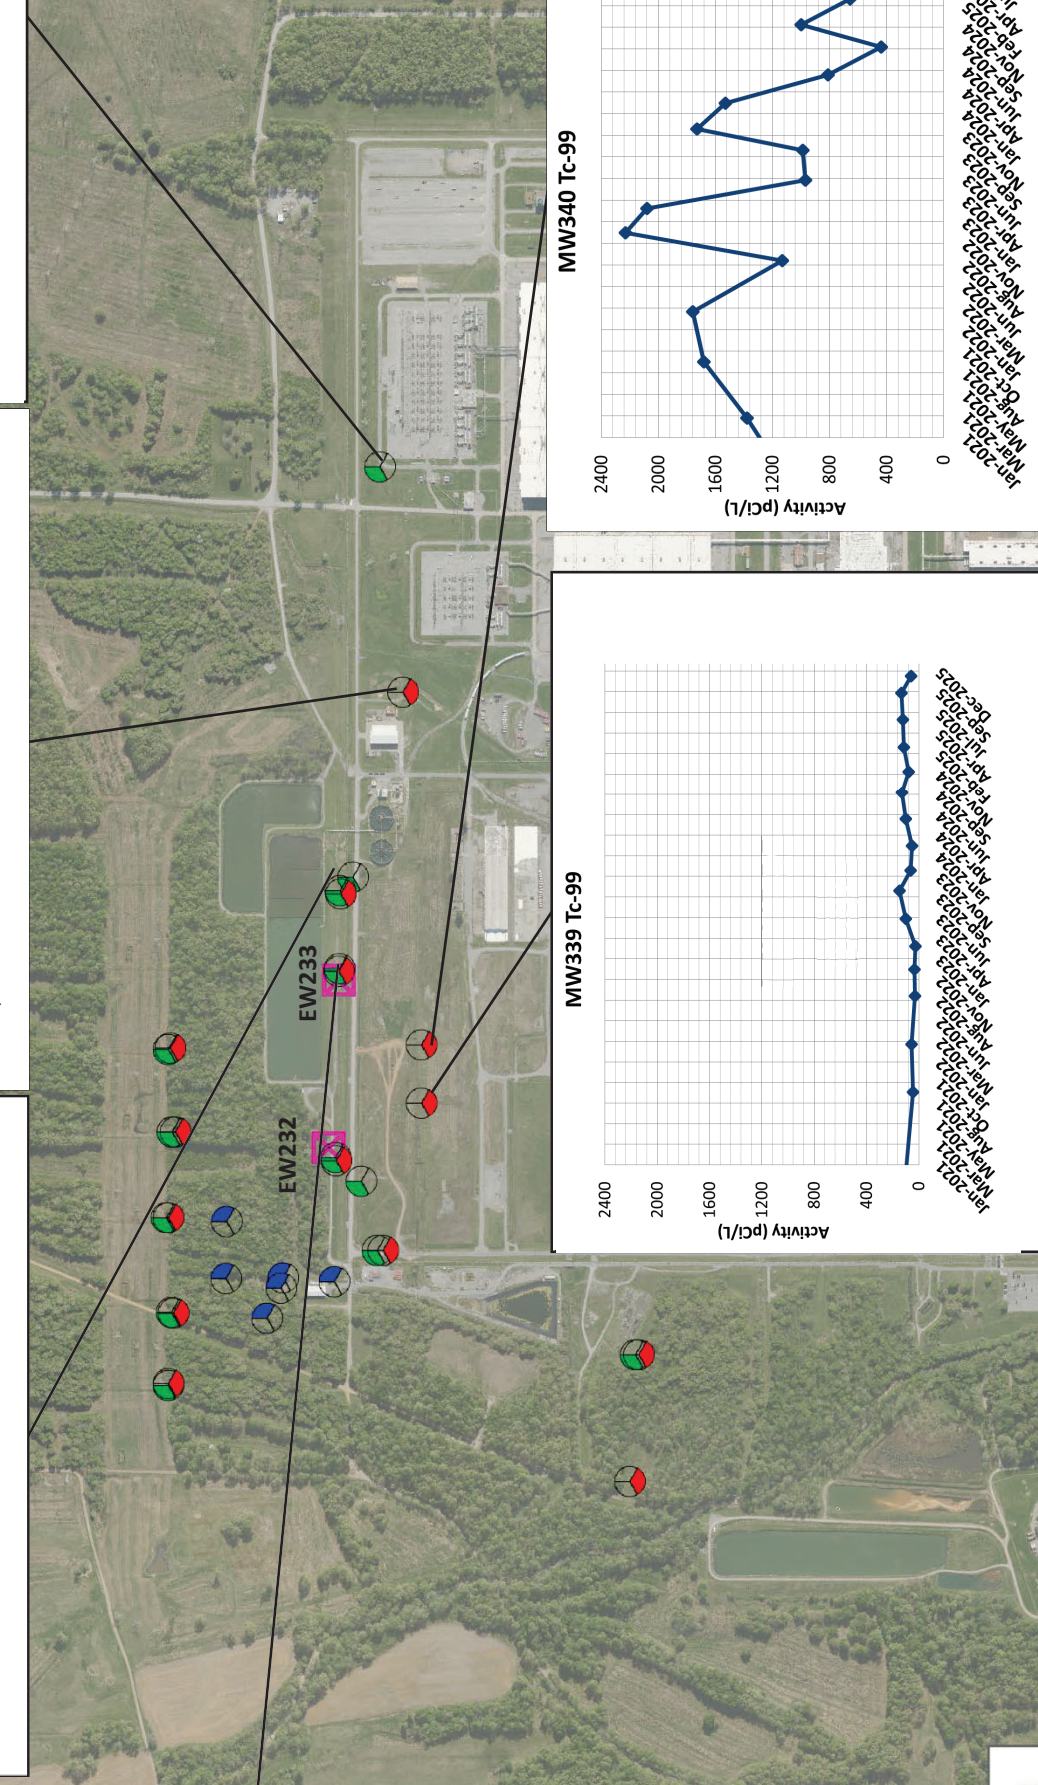 MW340 Tc-99
Activity (pCi/L)
2400
2000
1600
1200
800
400
0
Jan-2021
Mar-2021
May-2021
Aug-2021
Oct-2021
Jan-2022
Mar-2022
Jun-2022
Aug-2022
Nov-2022
Jan-2023
Apr-2023
Jun-2023
Sep-2023
Nov-2023
Jan-2024
Apr-2024
Jun-2024
Sep-2024
Nov-2024
Feb-2025
Apr-
MW339 Tc-99
Activity (pCi/L)
2400
2000
1600
1200
800
400
0
Jan-2021
Mar-2021
May-2021
Aug-2021
Oct-2021
Jan-2022
Mar-2022
Jun-2022
Aug-2022
Nov-2022
Jan-2023
Apr-2023
Jun-2023
Sep-2023
Nov-2023
Jan-2024
Apr-2024
Jun-2024
Sep-2024
Nov-2024
Feb-2025
Apr-2025
Jul-2025
Sep-2025
Dec-2025
EW233
EW232